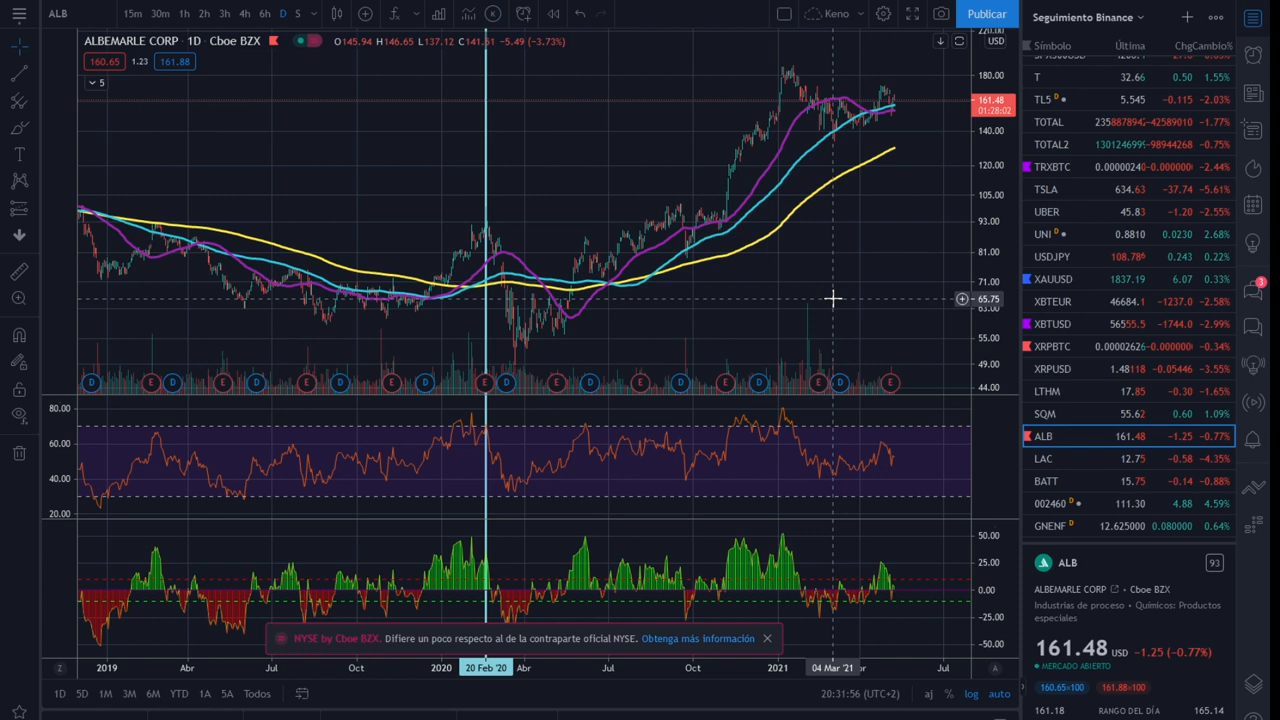 ALB 15m 30m 1h 2h 3h 4h 6h D S Keno Publicar
ALBEMARLE CORP · 1D · Cboe BZX O145.94 H146.65 L137.12 C141.51 -5.49 (-3.73%) USD
160.65 1.23 161.88
5
180.00
161.48
01:28:02
140.00
120.00
105.00
93.00
81.00
71.00
65.75
63.00
55.00
49.00
44.00
D E D E D E D E D E D E D E D E D E D E
80.00
60.00
40.00
20.00
50.00
25.00
0.00
-25.00
-50.00
NYSE by Cboe BZX. Difiere un poco respecto al de la contraparte oficial NYSE. Obtenga más información
Z 2019 Abr Jul Oct 2020 20 Feb '20 Abr Jul Oct 2021 04 Mar '21 Jul A
1D 5D 1M 3M 6M YTD 1A 5A Todos 20:31:56 (UTC+2) aj % log auto
Seguimiento Binance
Símbolo Última Chg Cambio%
T 32.66 0.50 1.55%
TL5 D 5.545 -0.115 -2.03%
TOTAL -42589010 -1.77%
TOTAL2 -98944268 -0.75%
TRXBTC 0.0000024 -2.44%
TSLA 634.63 -37.74 -5.61%
UBER 45.83 -1.20 -2.55%
UNI D 0.8810 0.0230 2.68%
USDJPY 108.786 0.243 0.22%
XAUUSD 1837.19 6.07 0.33%
XBTEUR 46684.1 -1237.0 -2.58%
XBTUSD 56555.5 -1744.0 -2.99%
XRPBTC 0.00002626 -0.34%
XRPUSD 1.48118 -0.05446 -3.55%
LTHM 17.85 -0.30 -1.65%
SQM 55.62 0.60 1.09%
ALB 161.48 -1.25 -0.77%
LAC 12.75 -0.58 -4.35%
BATT 15.75 -0.14 -0.88%
002460 D 111.30 4.88 4.59%
GNENF D 12.625000 0.080000 0.64%
3
ALB 93
ALBEMARLE CORP • Cboe BZX
Industrias de proceso • Químicos: Productos
especiales
161.48 USD -1.25 (-0.77%)
MERCADO ABIERTO
160.65×100 161.88×100
161.18 RANGO DEL DÍA 165.14